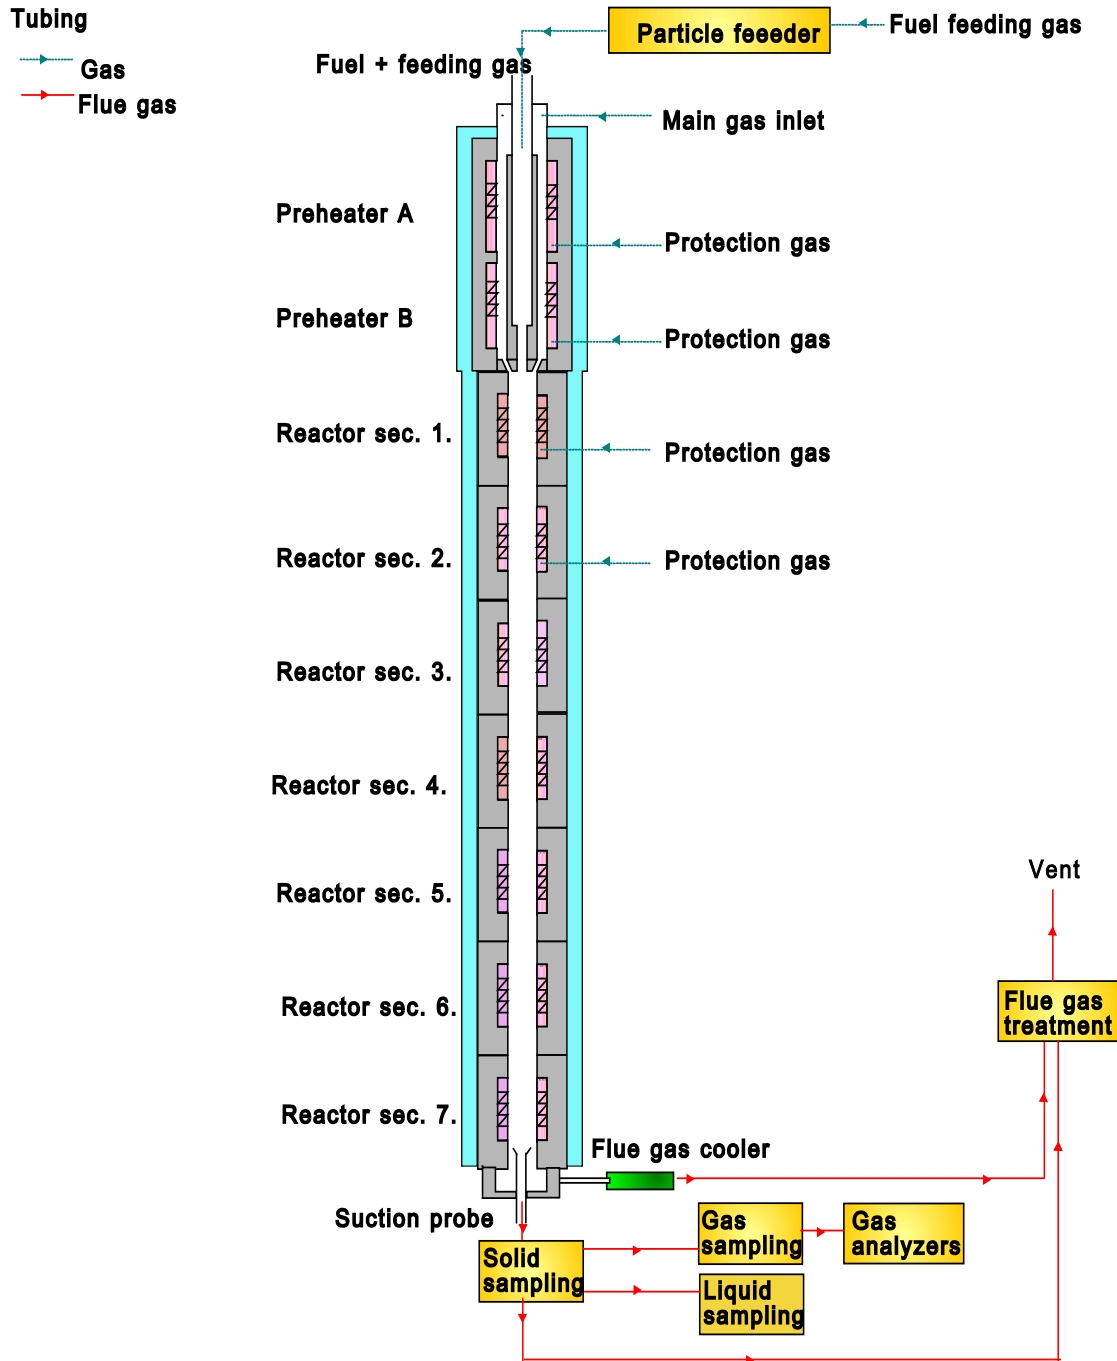 Tubing
Gas
Flue gas
Particle feeeder
Fuel feeding gas
Fuel + feeding gas
Main gas inlet
Preheater A
Protection gas
Preheater B
Protection gas
Reactor sec. 1.
Protection gas
Reactor sec. 2.
Protection gas
Reactor sec. 3.
Reactor sec. 4.
Reactor sec. 5.
Vent
Reactor sec. 6.
Flue gas
treatment
Reactor sec. 7.
Flue gas cooler
Suction probe
Gas
sampling
Gas
analyzers
Solid
sampling
Liquid
sampling